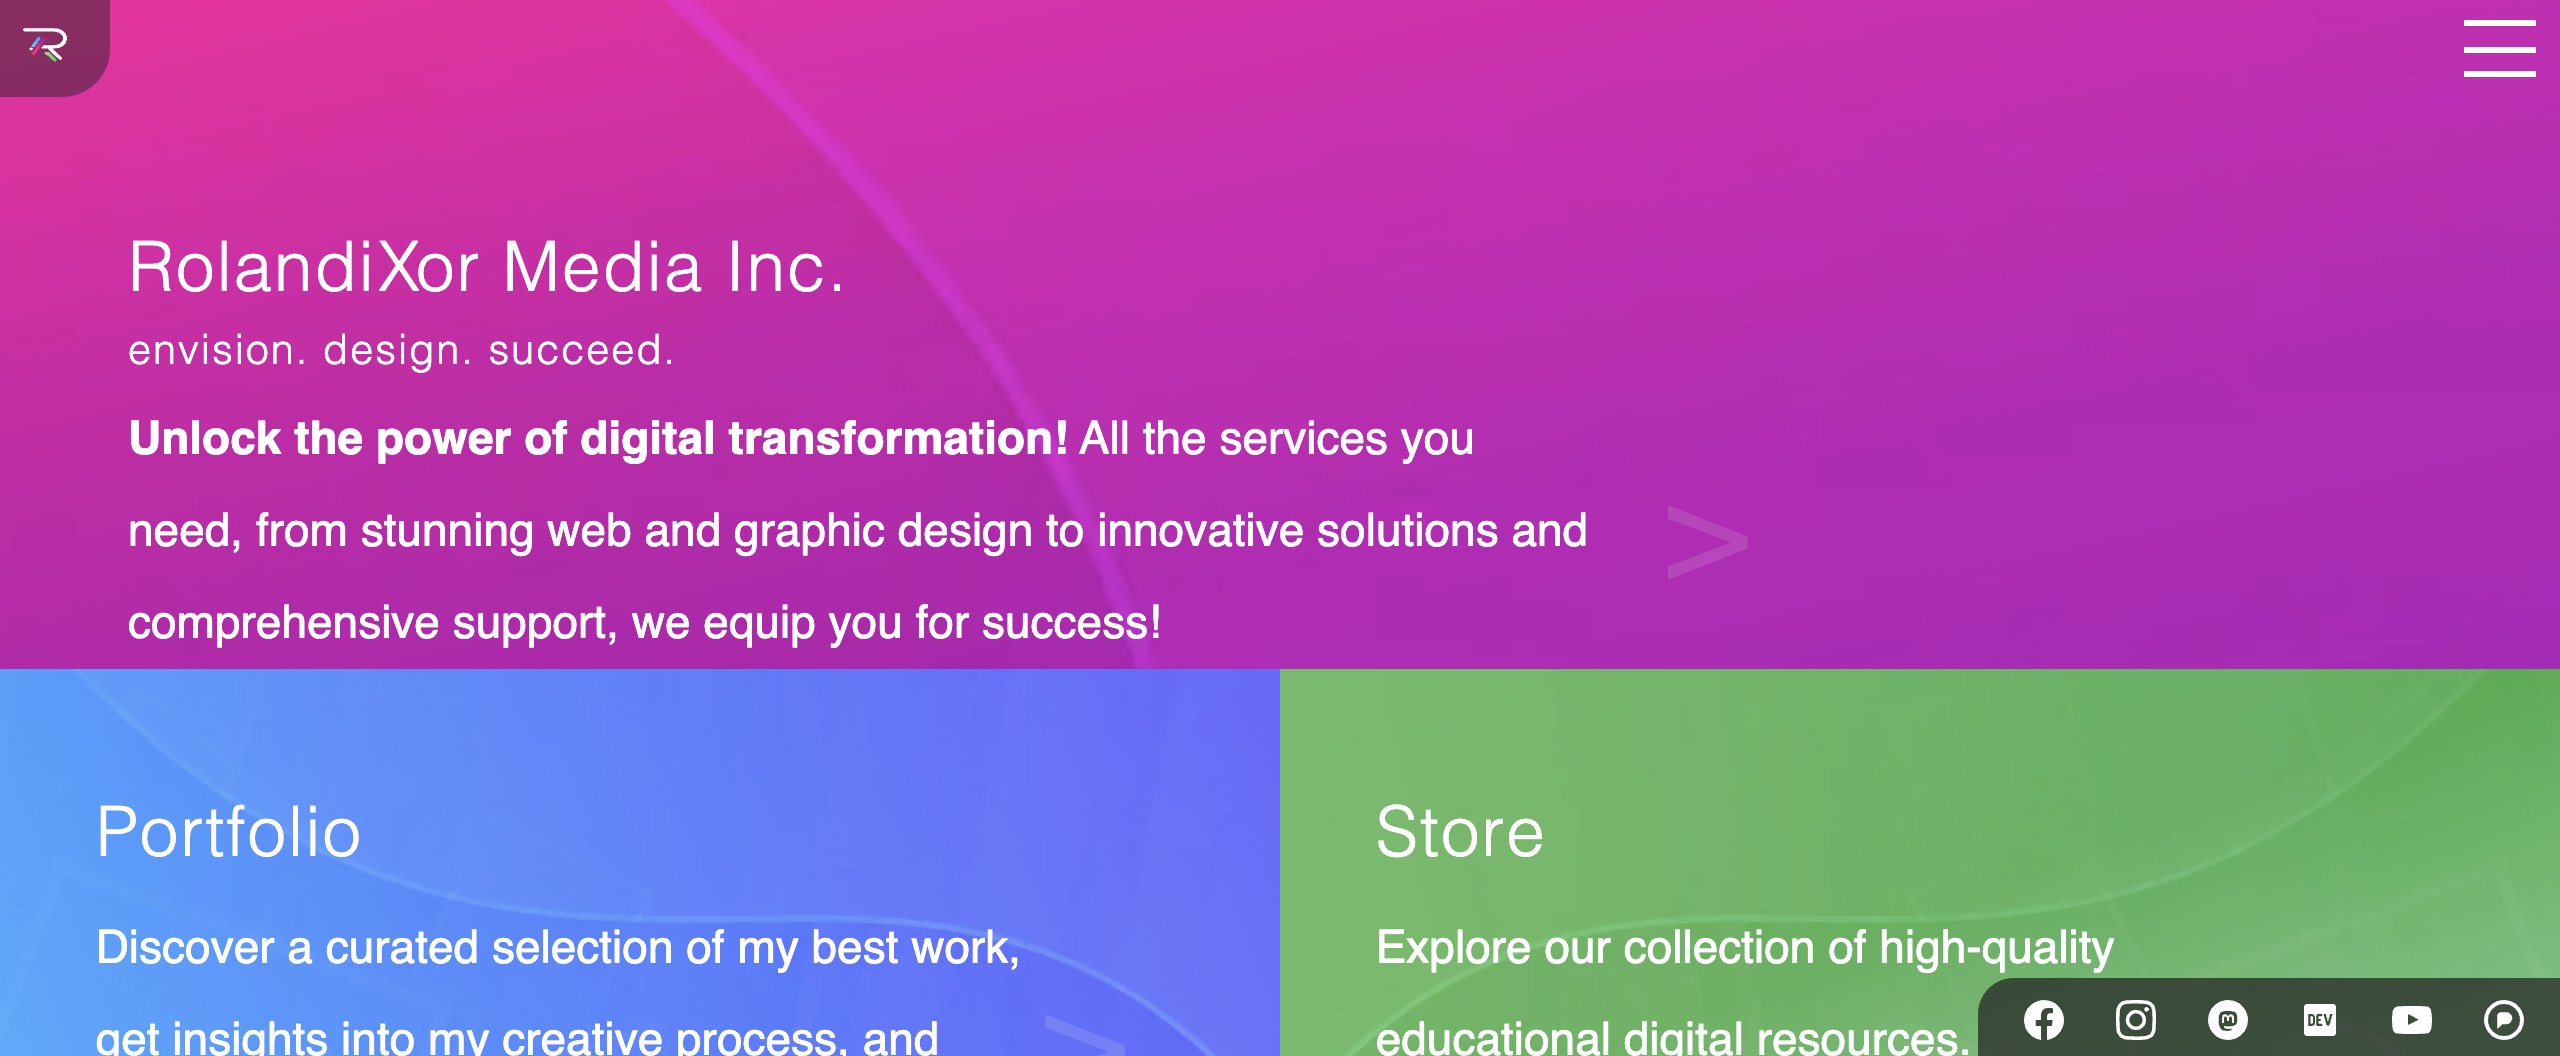 RolandiXor Media Inc.
envision. design. succeed.
Unlock the power of digital transformation! All the services you
need, from stunning web and graphic design to innovative solutions and
comprehensive support, we equip you for success!
>
Portfolio
Discover a curated selection of my best work,
get insights into my creative process, and
>
Store
Explore our collection of high-quality
educational digital resources.
DEV